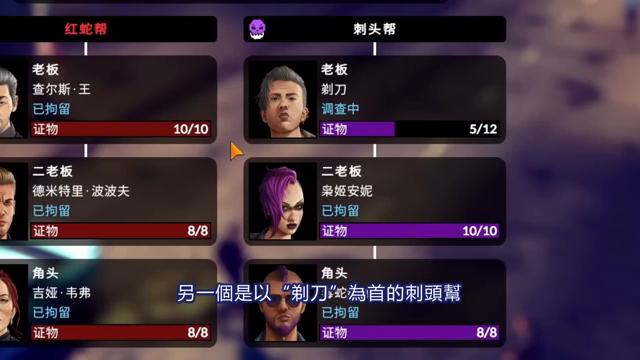 红蛇帮
老板
查尔斯·王
已拘留
证物 10/10
二老板
德米特里·波波夫
已拘留
证物 8/8
角头
吉娅·韦弗
已拘留
证物 8/8
刺头帮
老板
剃刀
调查中
证物 5/12
二老板
枭姬安妮
已拘留
证物 10/10
角头
已拘留
证物 8/8
另一個是以“剃刀”為首的刺頭幫